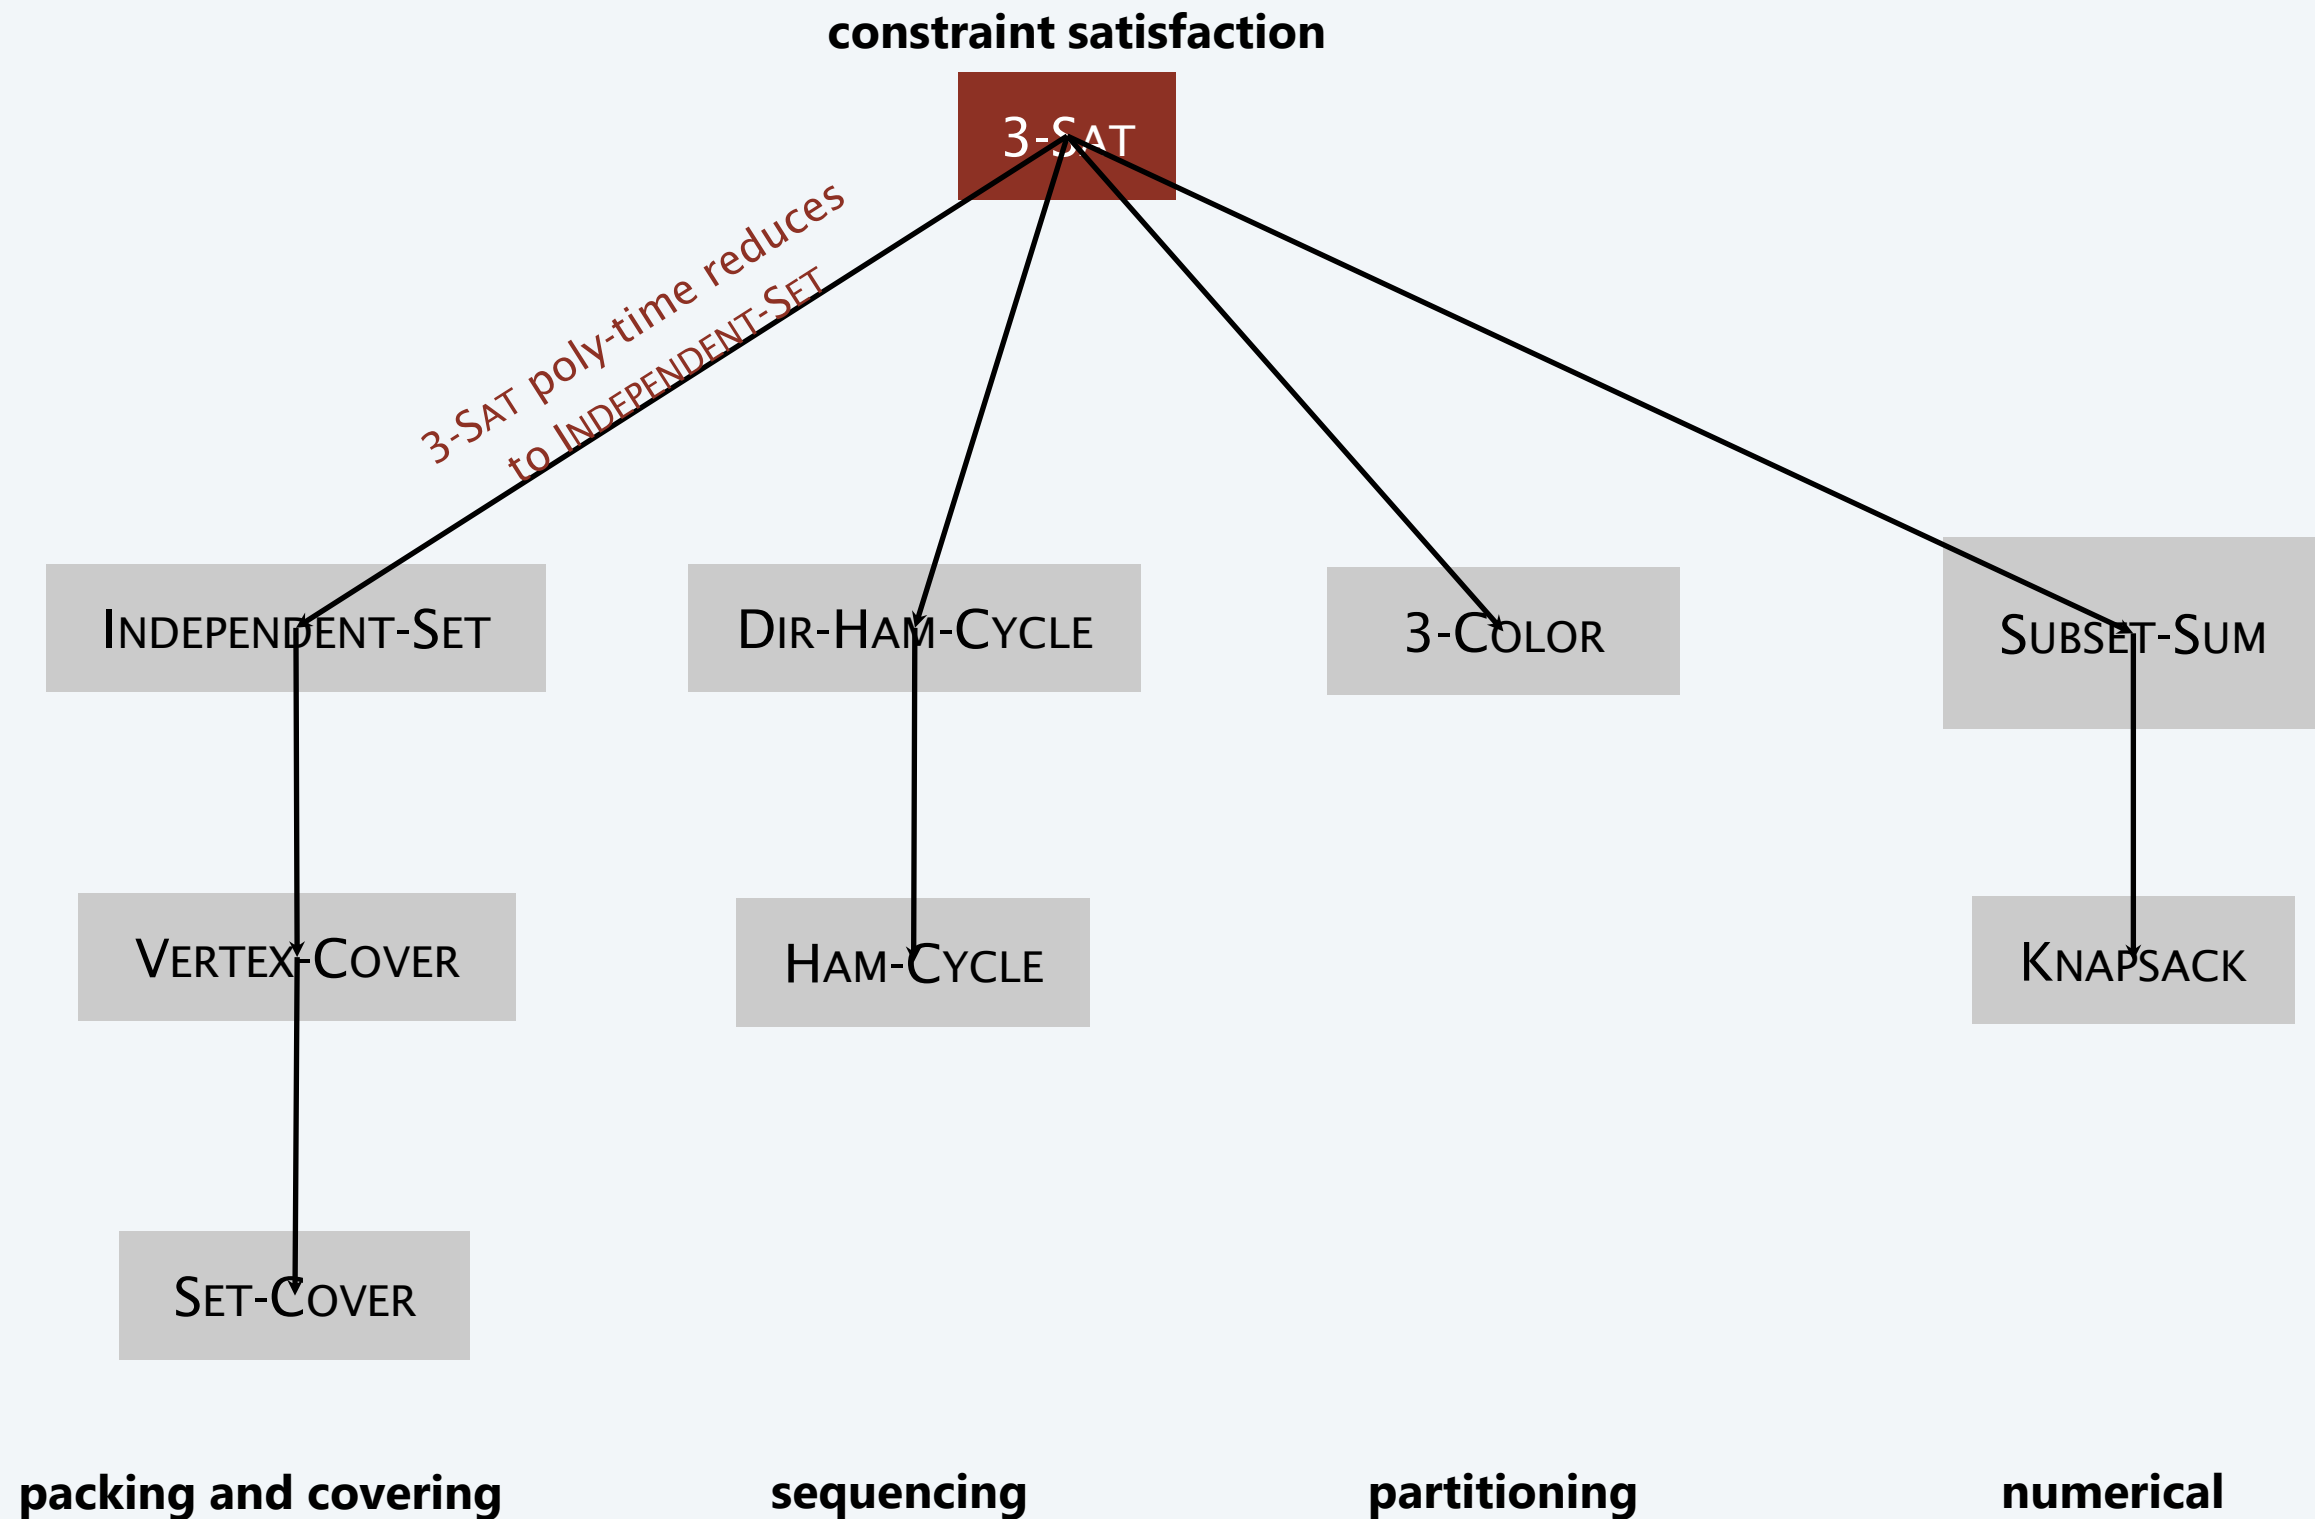 constraint satisfaction
3-SAT
3-SAT poly-time reduces
to INDEPENDENT-SET
INDEPENDENT-SET
DIR-HAM-CYCLE
3-COLOR
SUBSET-SUM
VERTEX-COVER
HAM-CYCLE
KNAPSACK
SET-COVER
packing and covering
sequencing
partitioning
numerical